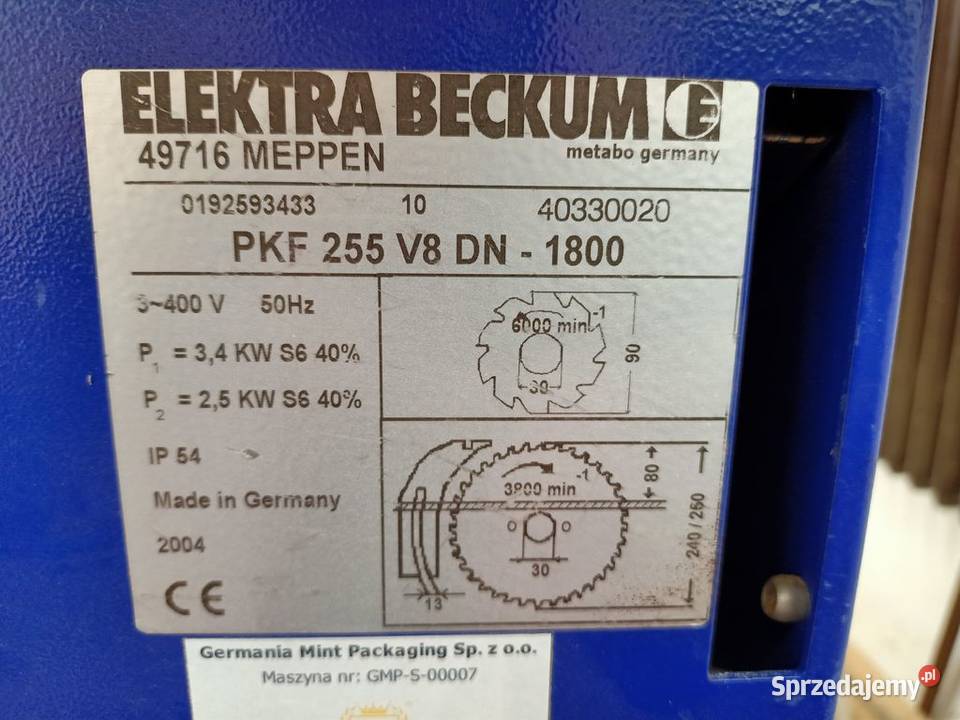 ELEKTRA BECKUM E
49716 MEPPEN
metabo germany
0192593433 10 40330020
PKF 255 V8 DN - 1800
3~400 V 50Hz
P1 = 3,4 KW S6 40%
P2 = 2,5 KW S6 40%
IP 54
Made in Germany
2004
CE
6000 min-1
90
30
3800 min-1
80
240 / 260
30
13
Germania Mint Packaging Sp. z o.o.
Maszyna nr: GMP-S-00007
Sprzedajemy.pl